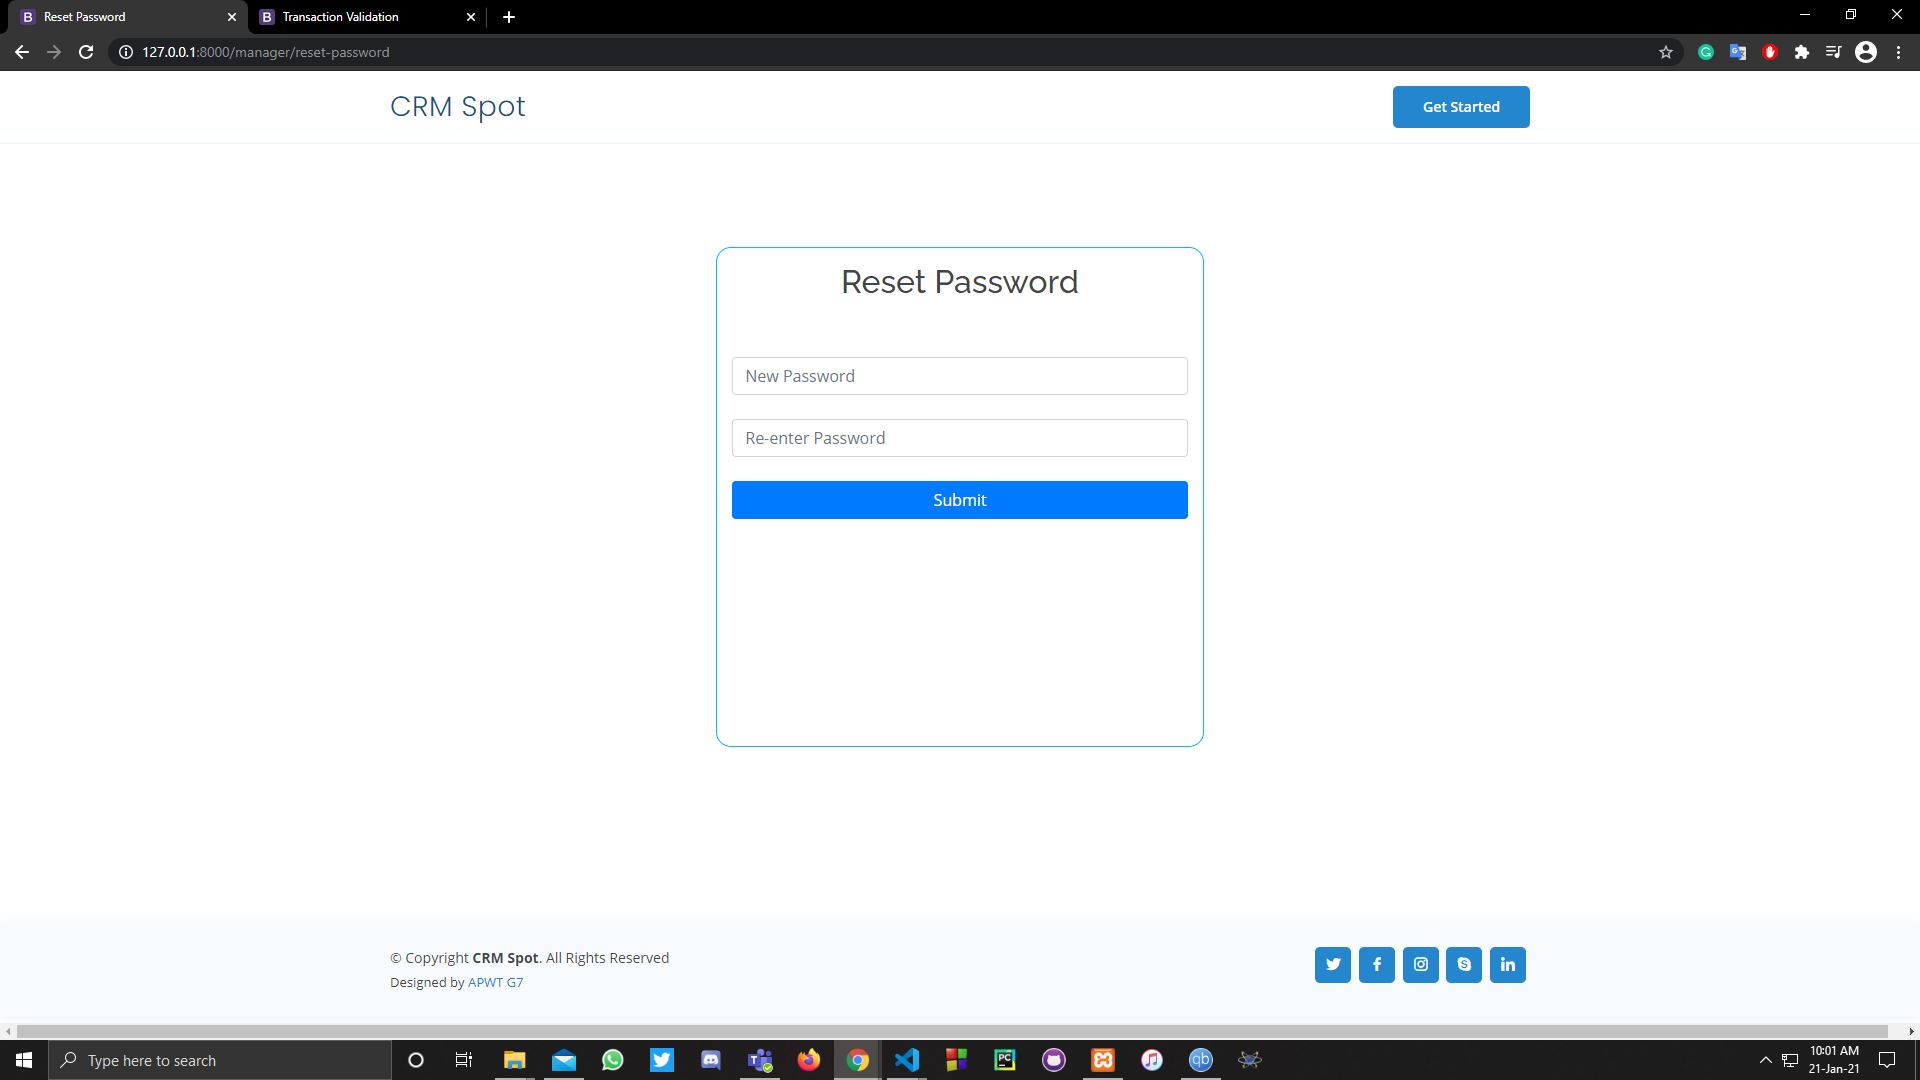 Reset Password
Transaction Validation
127.0.0.1:8000/manager/reset-password
CRM Spot
Get Started
Reset Password
New Password
Re-enter Password
Submit
© Copyright CRM Spot. All Rights Reserved
Designed by APWT G7
Type here to search
10:01 AM
21-Jan-21